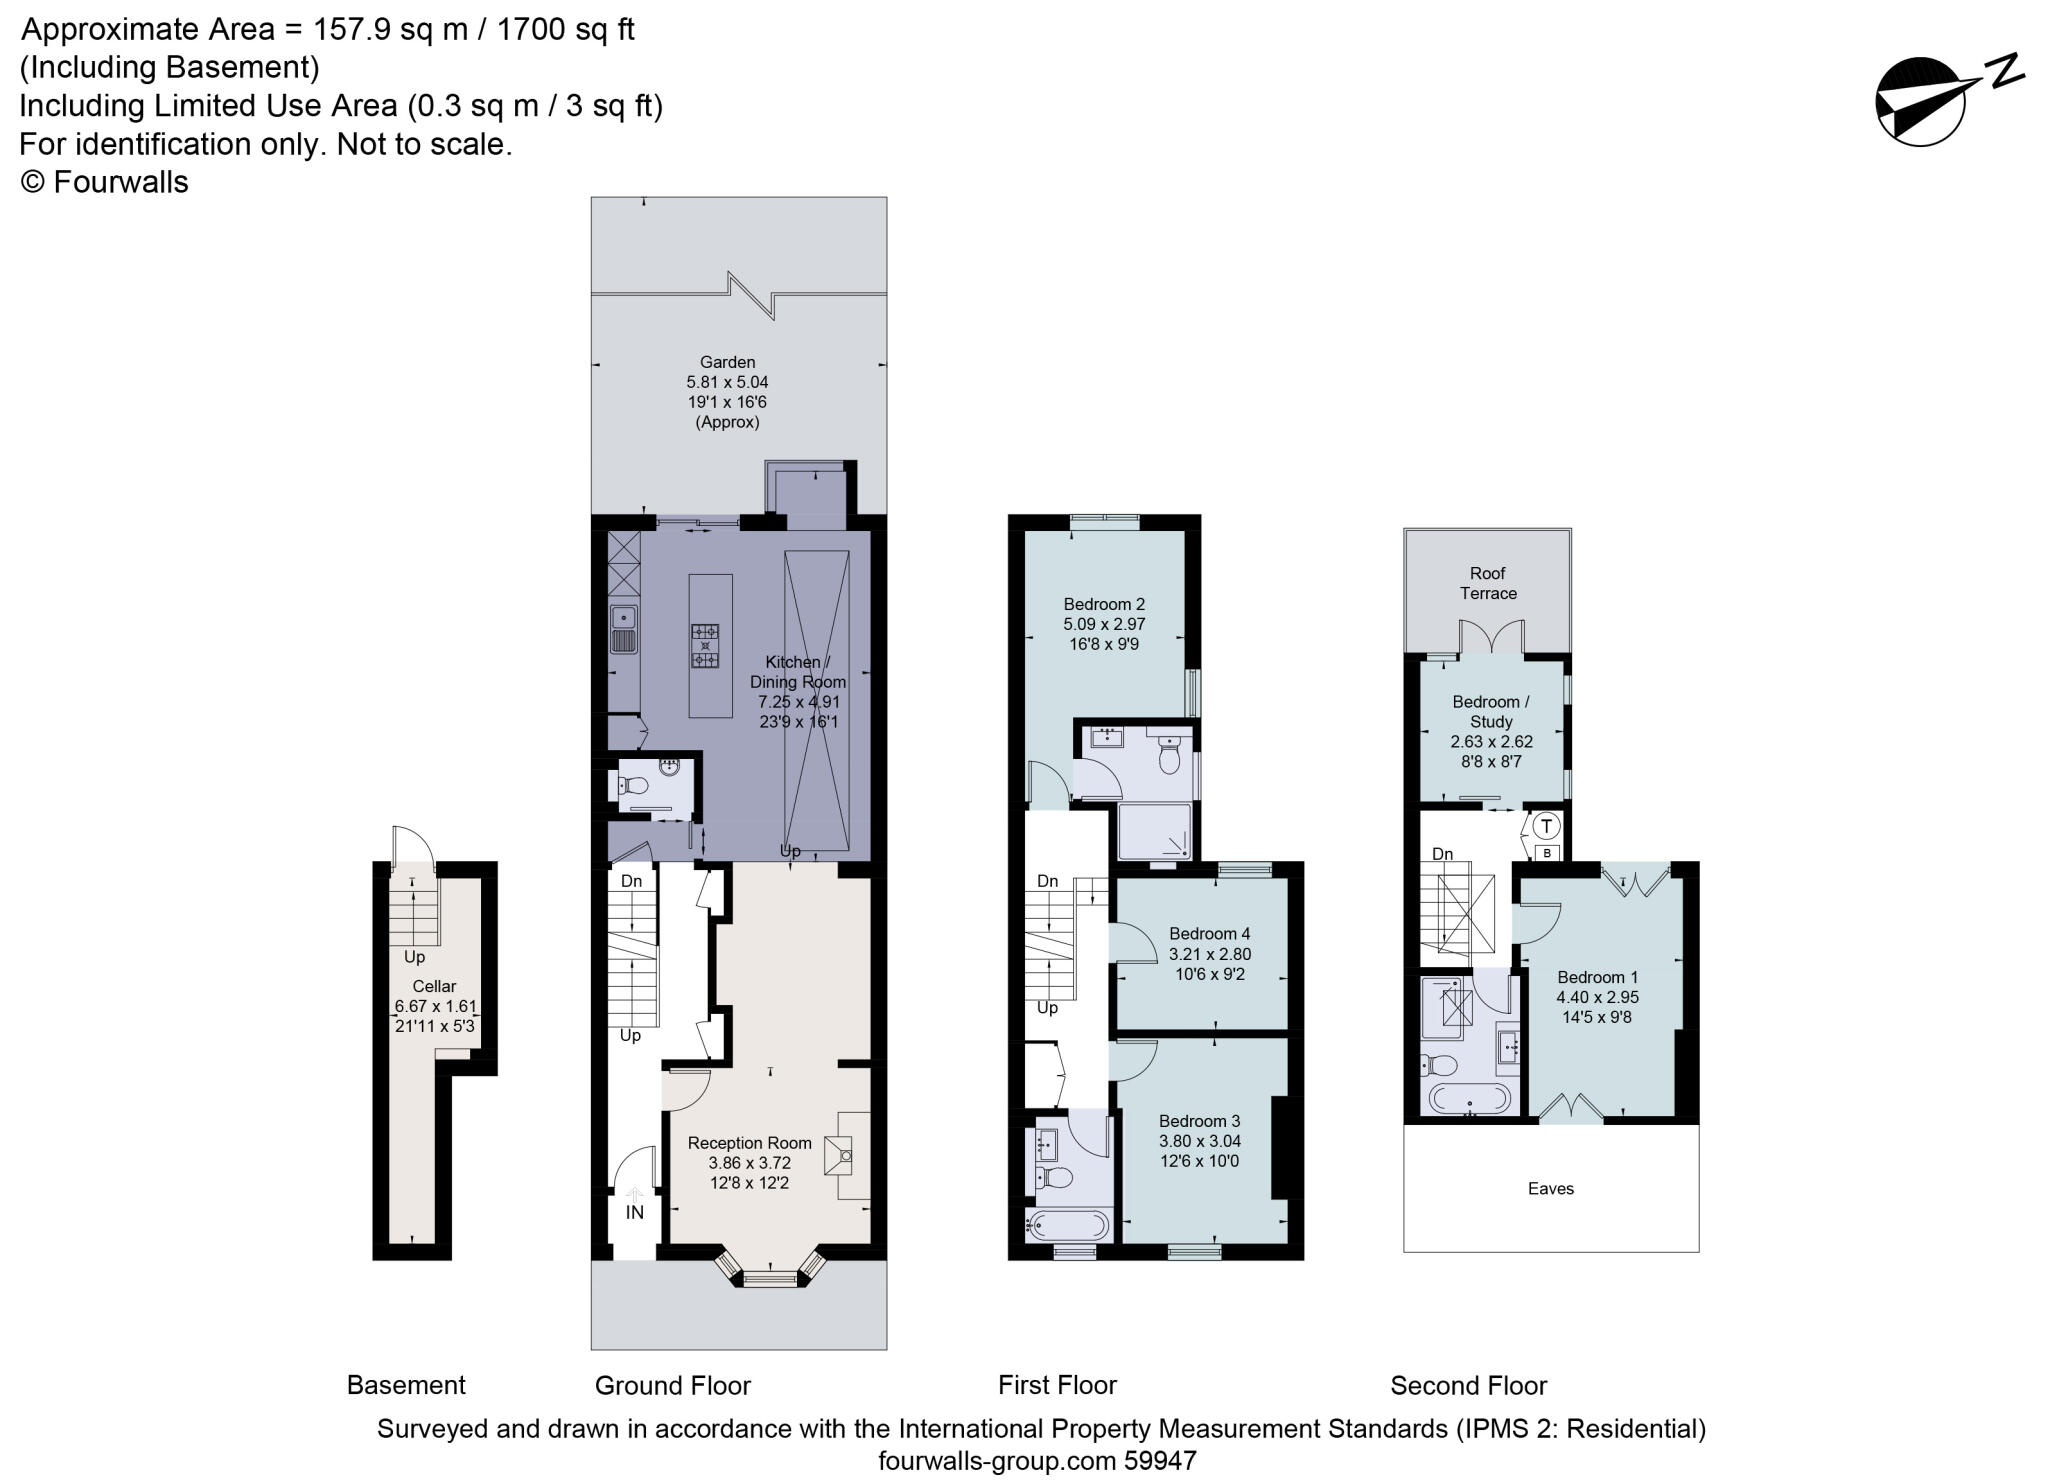 Approximate Area = 157.9 sq m / 1700 sq ft
(Including Basement)
Including Limited Use Area (0.3 sq m / 3 sq ft)
For identification only. Not to scale.
© Fourwalls
N
Garden
5.81 x 5.04
19'1 x 16'6
(Approx)
Kitchen /
Dining Room
7.25 x 4.91
23'9 x 16'1
Up
Dn
Up
Reception Room
3.86 x 3.72
12'8 x 12'2
IN
Up
Cellar
6.67 x 1.61
21'11 x 5'3
Bedroom 2
5.09 x 2.97
16'8 x 9'9
Dn
Up
Bedroom 4
3.21 x 2.80
10'6 x 9'2
Bedroom 3
3.80 x 3.04
12'6 x 10'0
Roof
Terrace
Bedroom /
Study
2.63 x 2.62
8'8 x 8'7
T
B
Dn
Bedroom 1
4.40 x 2.95
14'5 x 9'8
Eaves
Basement
Ground Floor
First Floor
Second Floor
Surveyed and drawn in accordance with the International Property Measurement Standards (IPMS 2: Residential)
fourwalls-group.com 59947